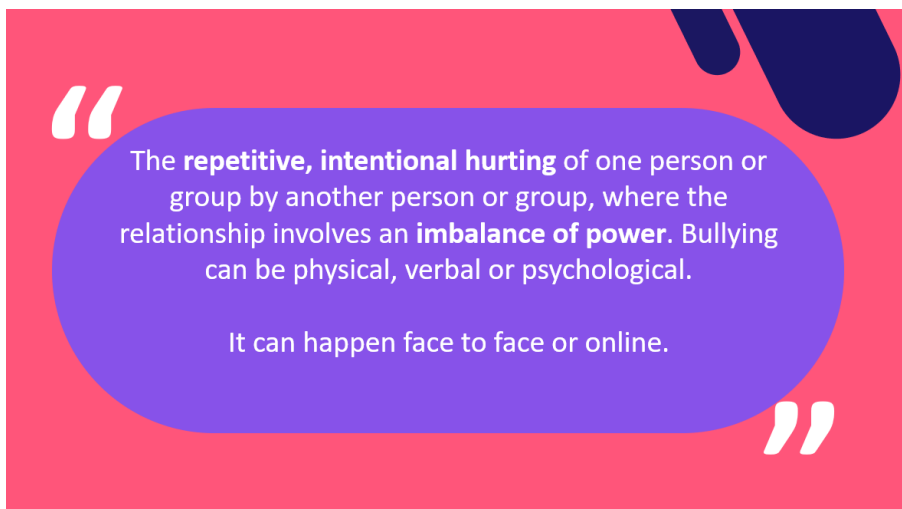 “
The repetitive, intentional hurting of one person or
group by another person or group, where the
relationship involves an imbalance of power. Bullying
can be physical, verbal or psychological.
It can happen face to face or online.
”